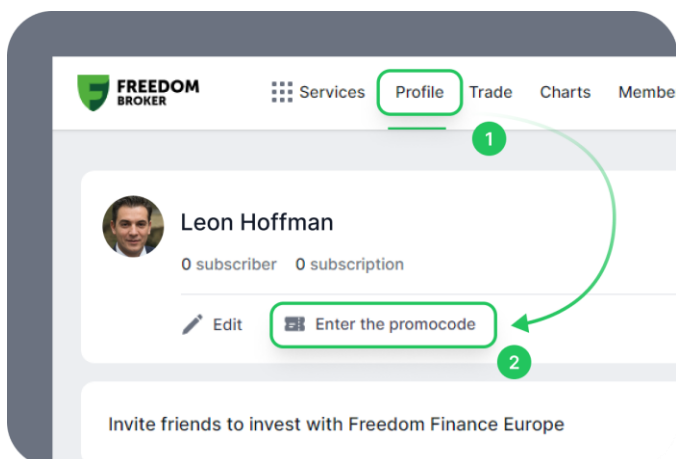 FREEDOM
BROKER
Services Profile Trade Charts Membe
1
Leon Hoffman
0 subscriber 0 subscription
Edit Enter the promocode
2
Invite friends to invest with Freedom Finance Europe